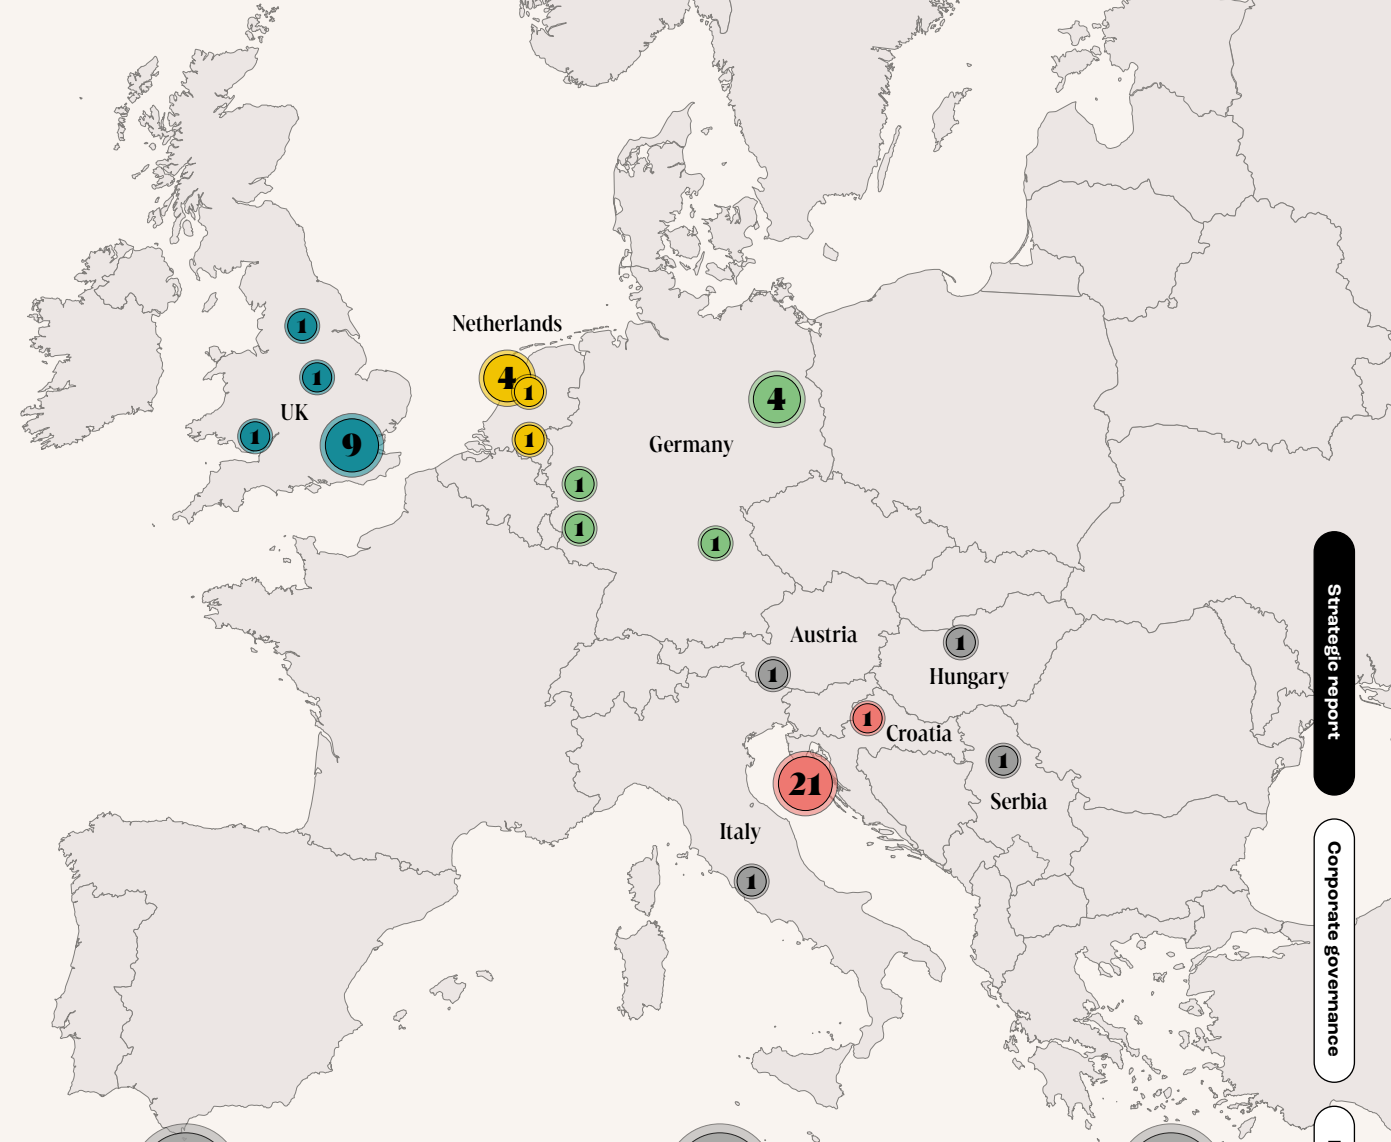 1
Netherlands
1
4
1
4
UK
1
9
1
Germany
1
1
1
Austria
1
Hungary
1
1
Croatia
1
21
Serbia
Italy
1
Strategic report
Corporate governance